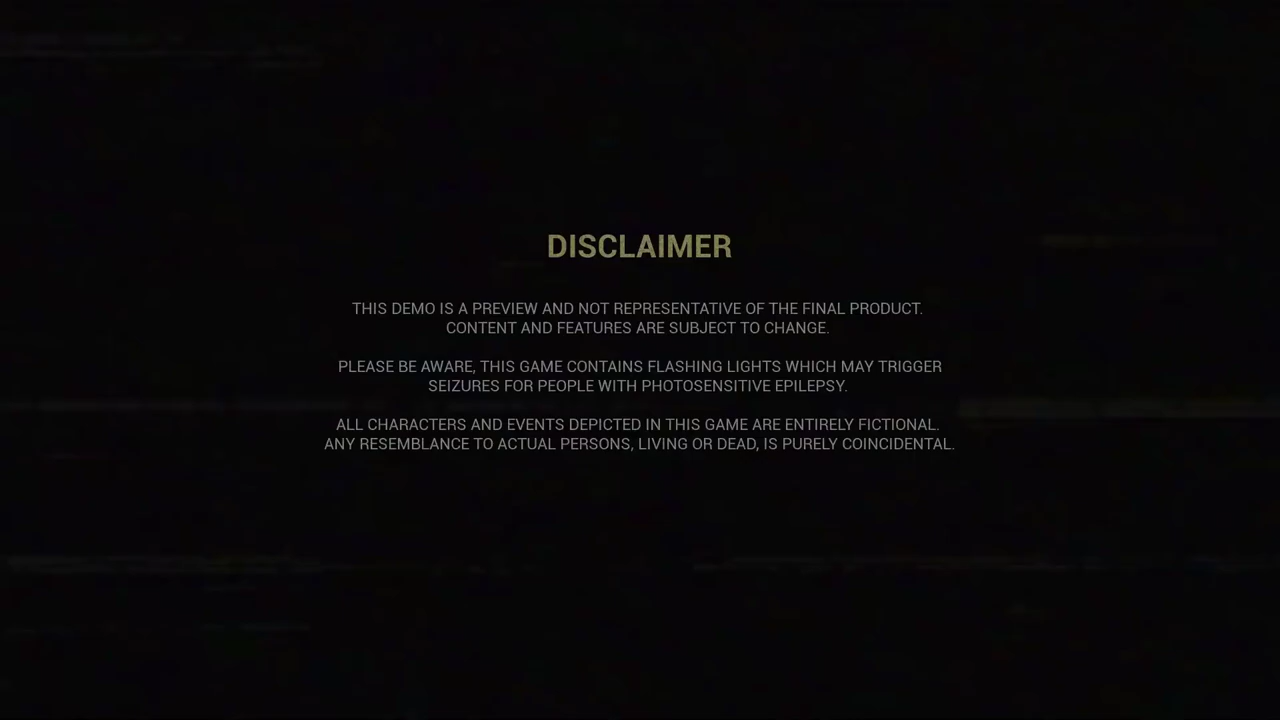 DISCLAIMER
THIS DEMO IS A PREVIEW AND NOT REPRESENTATIVE OF THE FINAL PRODUCT.
CONTENT AND FEATURES ARE SUBJECT TO CHANGE.
PLEASE BE AWARE, THIS GAME CONTAINS FLASHING LIGHTS WHICH MAY TRIGGER
SEIZURES FOR PEOPLE WITH PHOTOSENSITIVE EPILEPSY.
ALL CHARACTERS AND EVENTS DEPICTED IN THIS GAME ARE ENTIRELY FICTIONAL.
ANY RESEMBLANCE TO ACTUAL PERSONS, LIVING OR DEAD, IS PURELY COINCIDENTAL.